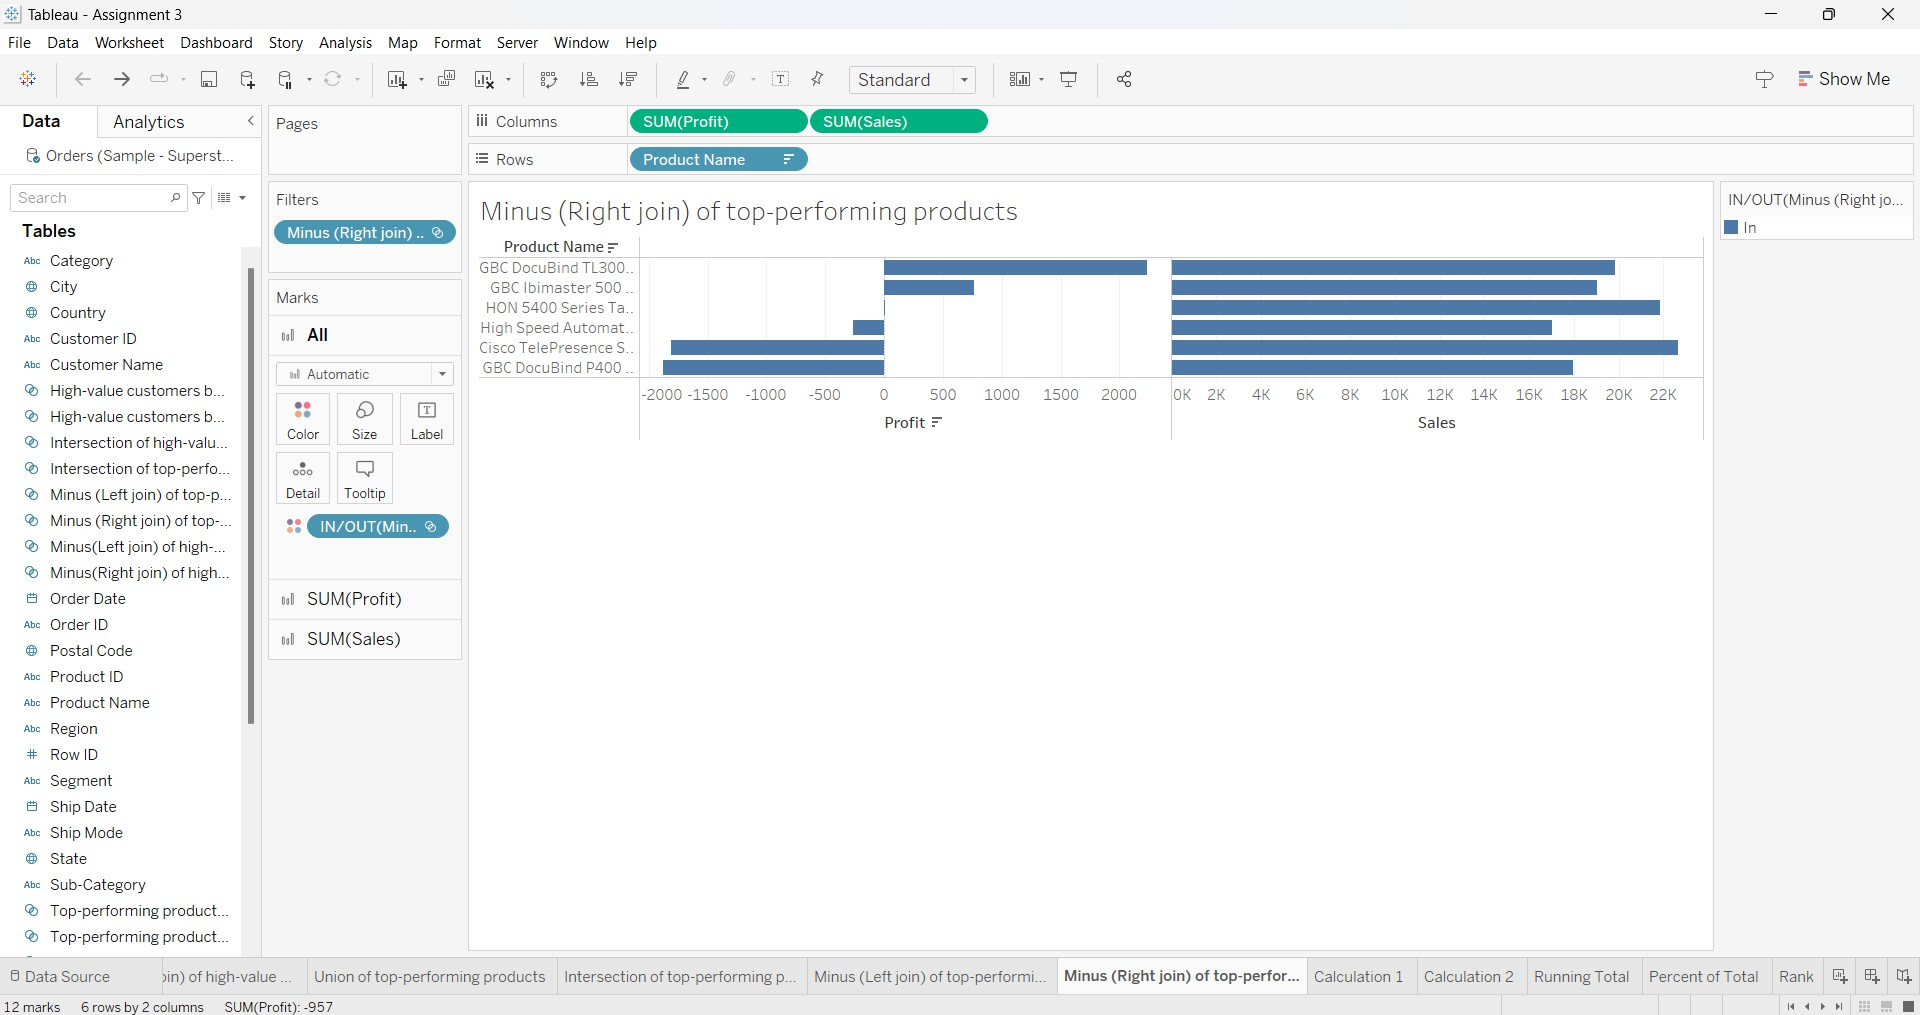 Tableau - Assignment 3
File Data Worksheet Dashboard Story Analysis Map Format Server Window Help
Standard
Show Me
Data Analytics
Orders (Sample - Superst...
Search
Tables
Abc Category
City
Country
Abc Customer ID
Abc Customer Name
High-value customers b...
High-value customers b...
Intersection of high-valu...
Intersection of top-perfo...
Minus (Left join) of top-p...
Minus (Right join) of top-...
Minus(Left join) of high-...
Minus(Right join) of high...
Order Date
Abc Order ID
Postal Code
Abc Product ID
Abc Product Name
Abc Region
# Row ID
Abc Segment
Ship Date
Abc Ship Mode
State
Abc Sub-Category
Top-performing product...
Top-performing product...
Pages
Filters
Minus (Right join) ..
Marks
All
Automatic
Color Size Label
Detail Tooltip
IN/OUT(Min..
SUM(Profit)
SUM(Sales)
Columns SUM(Profit) SUM(Sales)
Rows Product Name
Minus (Right join) of top-performing products
Product Name
GBC DocuBind TL300..
GBC Ibimaster 500 ..
HON 5400 Series Ta..
High Speed Automat..
Cisco TelePresence S..
GBC DocuBind P400 ..
-2000 -1500 -1000 -500 0 500 1000 1500 2000 0K 2K 4K 6K 8K 10K 12K 14K 16K 18K 20K 22K
Profit Sales
IN/OUT(Minus (Right jo...
In
Data Source oin) of high-value ... Union of top-performing products Intersection of top-performing p... Minus (Left join) of top-performi... Minus (Right join) of top-perfor... Calculation 1 Calculation 2 Running Total Percent of Total Rank
12 marks 6 rows by 2 columns SUM(Profit): -957